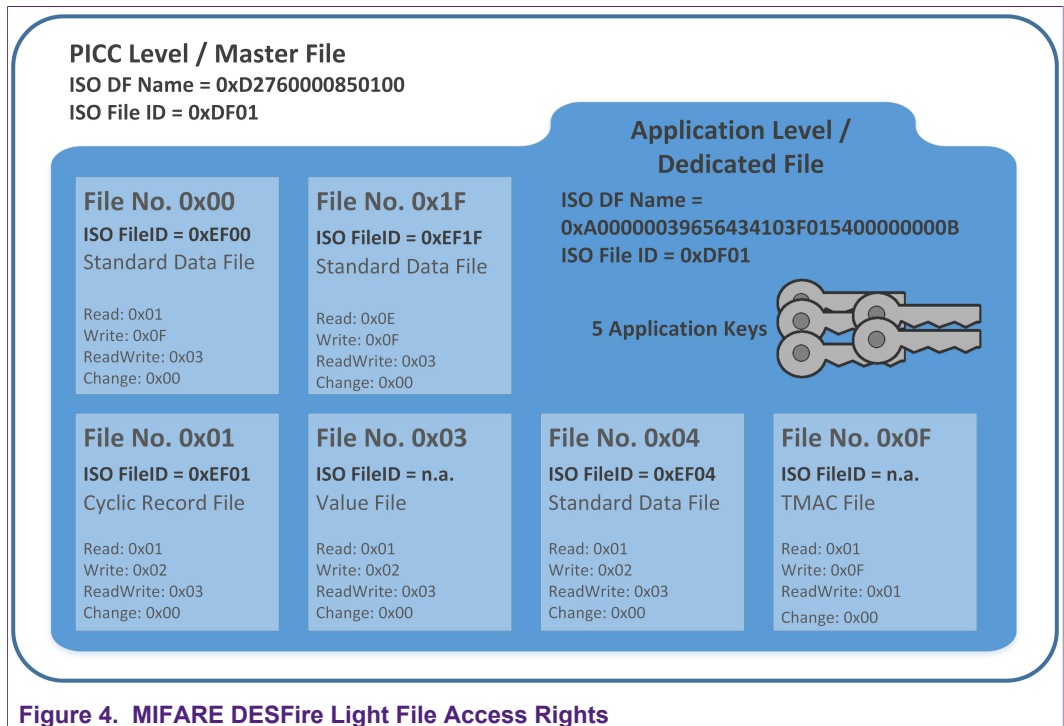 PICC Level / Master File
ISO DF Name = 0xD2760000850100
ISO File ID = 0xDF01
Application Level /
Dedicated File
ISO DF Name =
0xA00000039656434103F015400000000B
ISO File ID = 0xDF01
5 Application Keys
File No. 0x00
ISO FileID = 0xEF00
Standard Data File
Read: 0x01
Write: 0x0F
ReadWrite: 0x03
Change: 0x00
File No. 0x1F
ISO FileID = 0xEF1F
Standard Data File
Read: 0x0E
Write: 0x0F
ReadWrite: 0x03
Change: 0x00
File No. 0x01
ISO FileID = 0xEF01
Cyclic Record File
Read: 0x01
Write: 0x02
ReadWrite: 0x03
Change: 0x00
File No. 0x03
ISO FileID = n.a.
Value File
Read: 0x01
Write: 0x02
ReadWrite: 0x03
Change: 0x00
File No. 0x04
ISO FileID = 0xEF04
Standard Data File
Read: 0x01
Write: 0x02
ReadWrite: 0x03
Change: 0x00
File No. 0x0F
ISO FileID = n.a.
TMAC File
Read: 0x01
Write: 0x0F
ReadWrite: 0x01
Change: 0x00
Figure 4. MIFARE DESFire Light File Access Rights